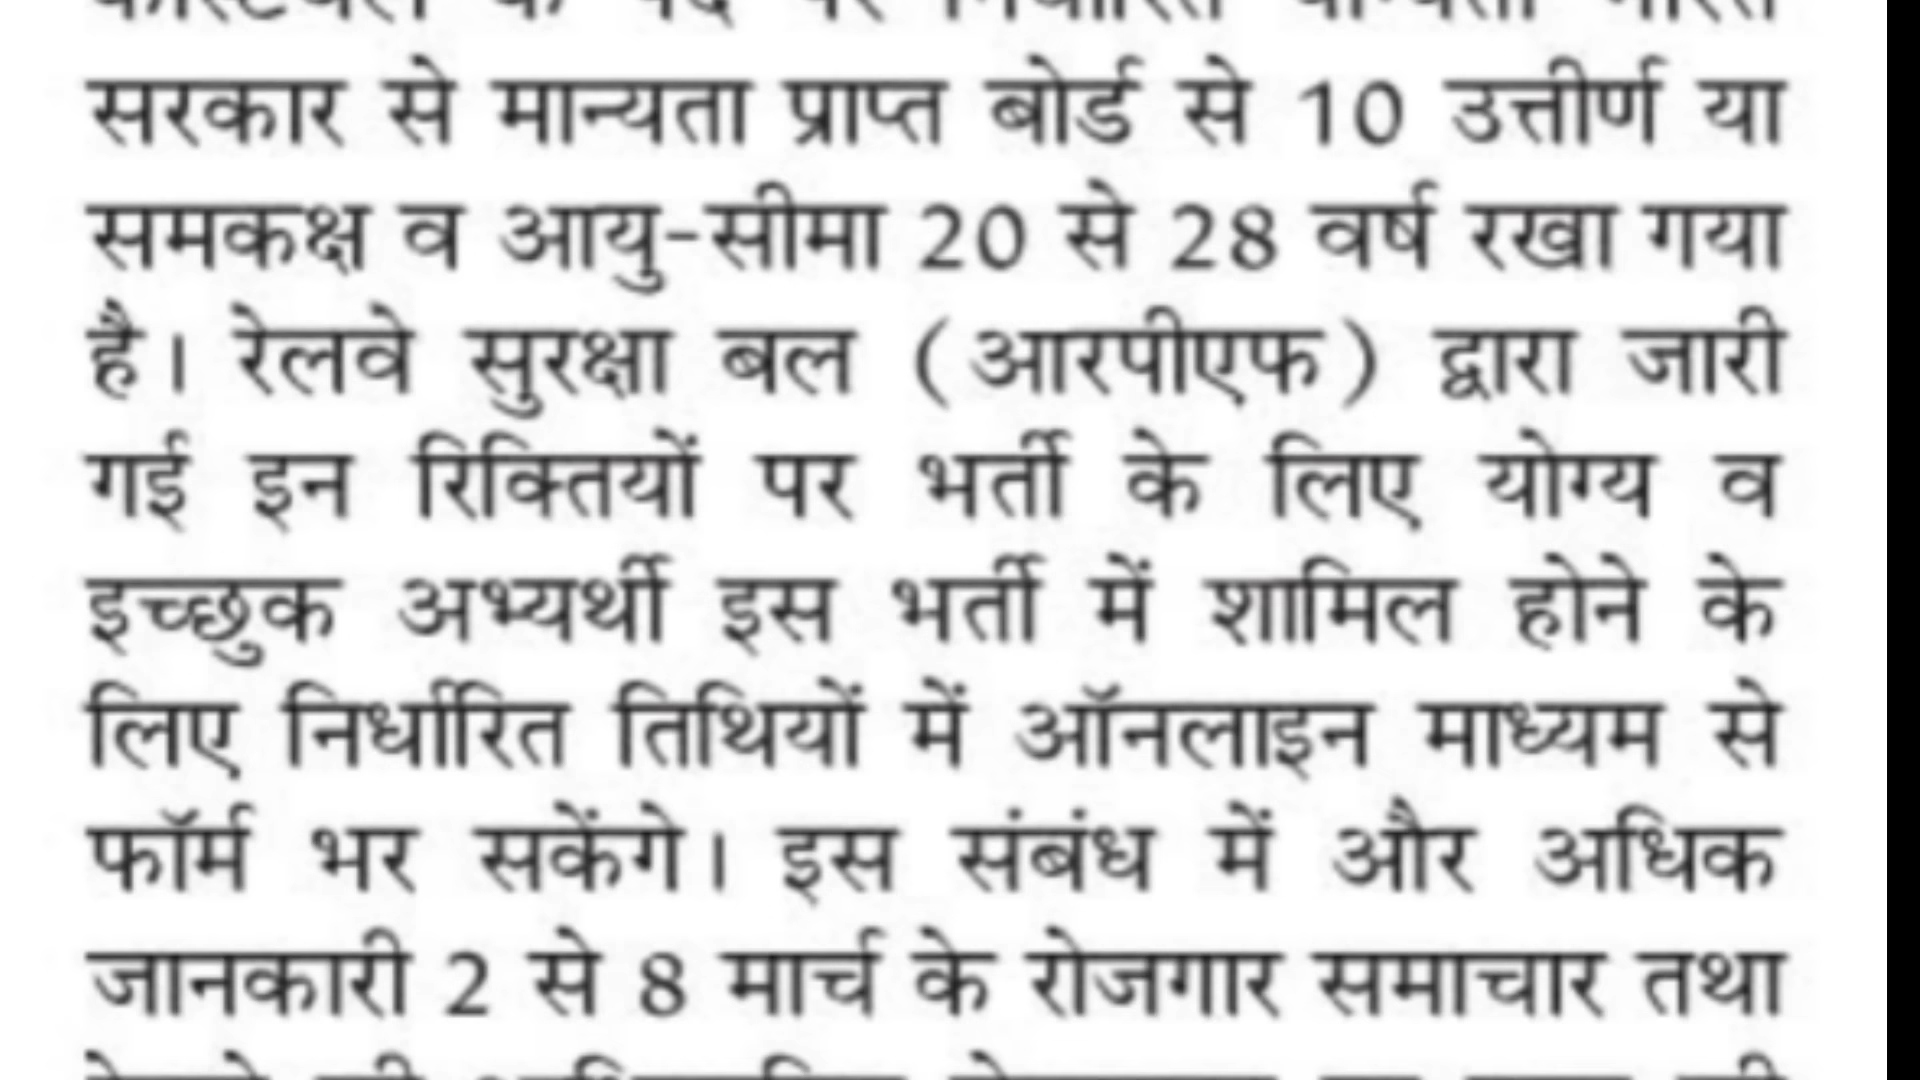 सरकार से मान्यता प्राप्त बोर्ड से 10 उत्तीर्ण या
समकक्ष व आयु-सीमा 20 से 28 वर्ष रखा गया
है। रेलवे सुरक्षा बल (आरपीएफ) द्वारा जारी
गई इन रिक्तियों पर भर्ती के लिए योग्य व
इच्छुक अभ्यर्थी इस भर्ती में शामिल होने के
लिए निर्धारित तिथियों में ऑनलाइन माध्यम से
फॉर्म भर सकेंगे। इस संबंध में और अधिक
जानकारी 2 से 8 मार्च के रोजगार समाचार तथा